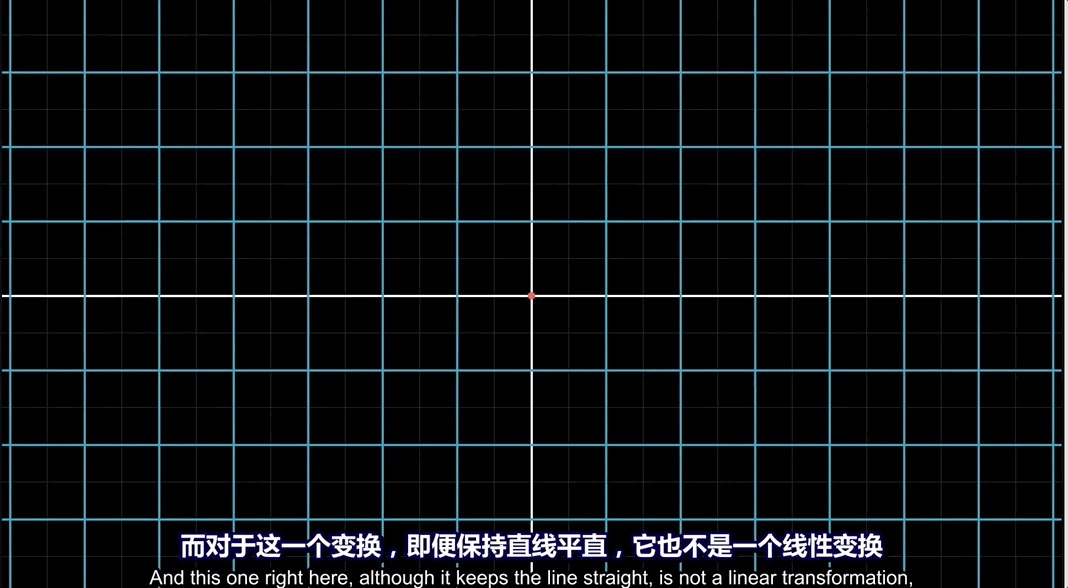 而对于这一个变换，即便保持直线平直，它也不是一个线性变换
And this one right here, although it keeps the line straight, is not a linear transformation,